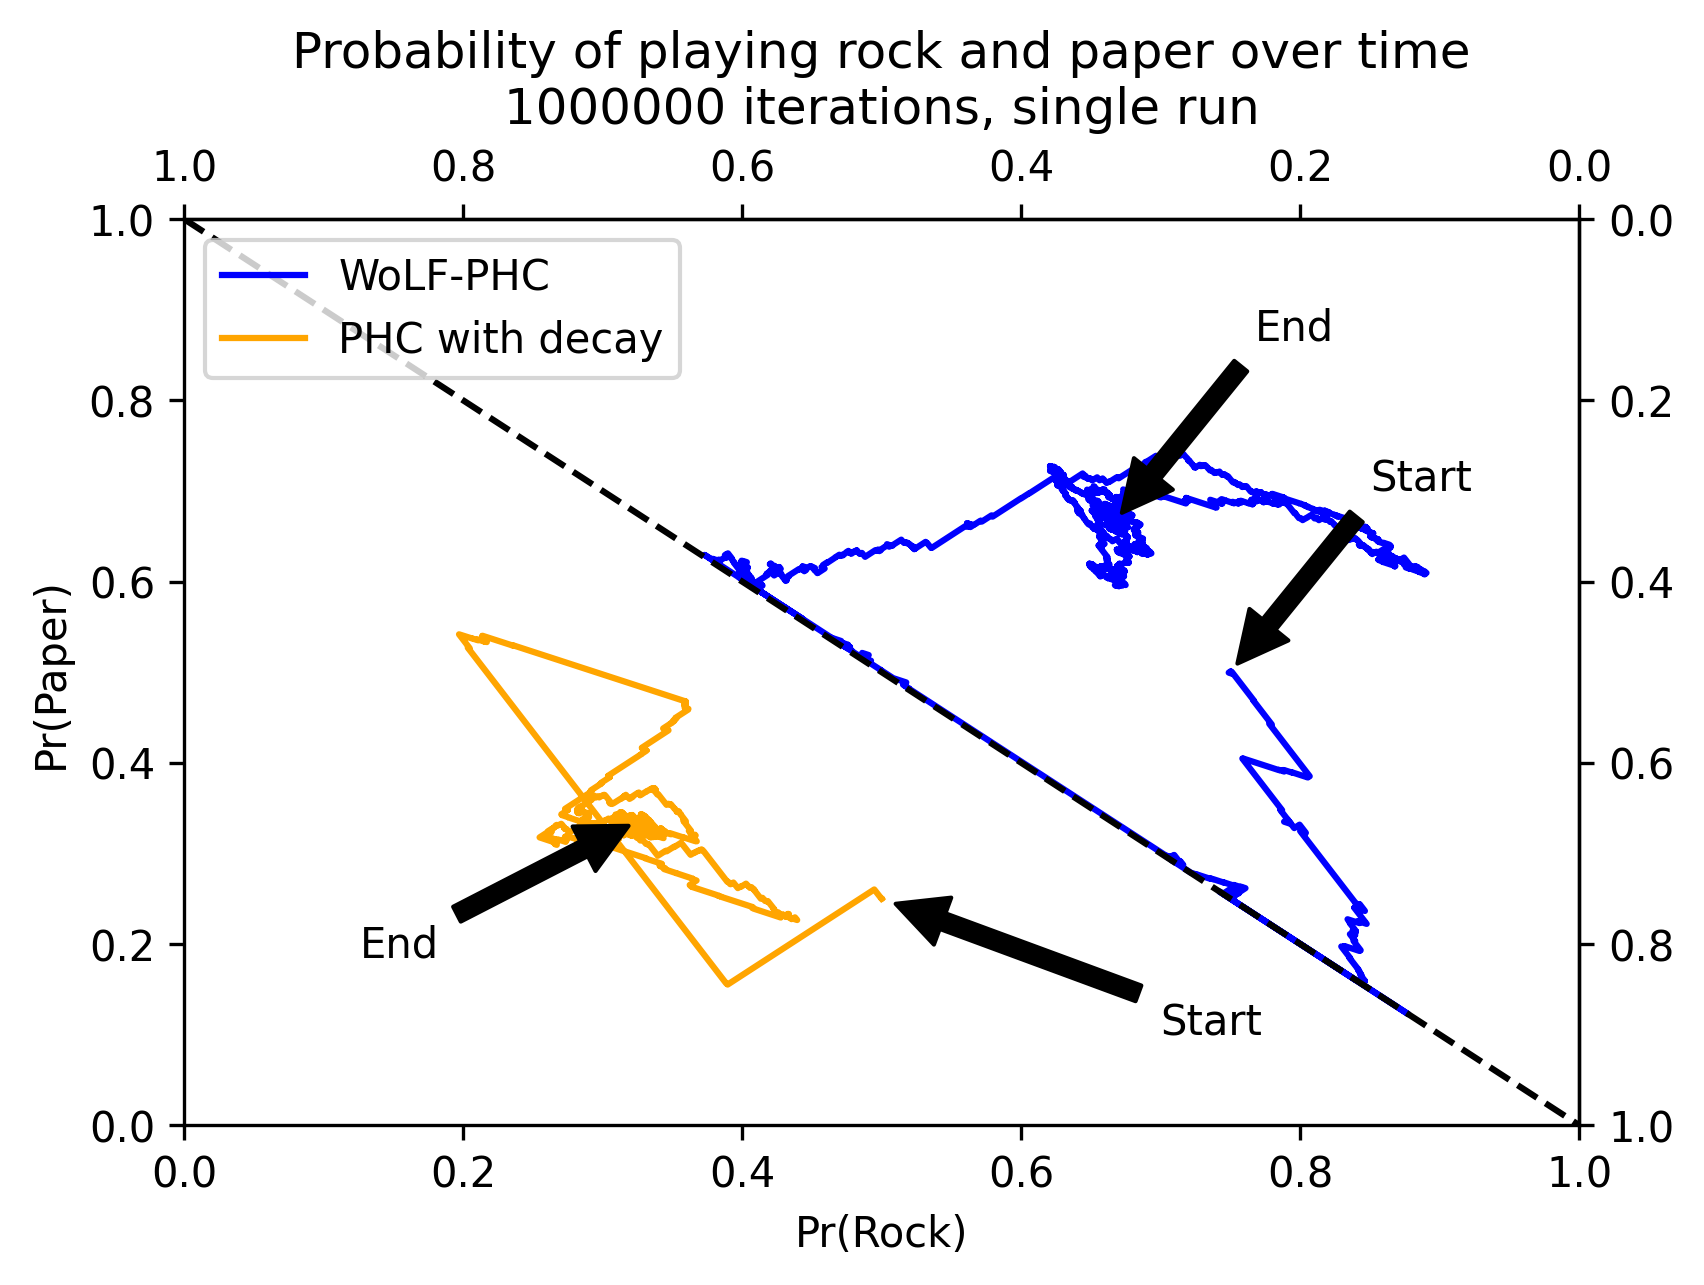 Probability of playing rock and paper over time
1000000 iterations, single run
1.0 0.8 0.6 0.4 0.2 0.0
1.0 0.0
WoLF-PHC
PHC with decay
End
0.8 0.2
Start
0.6 0.4
Pr(Paper)
0.4 0.6
End
0.2 0.8
Start
0.0 1.0
0.0 0.2 0.4 0.6 0.8 1.0
Pr(Rock)